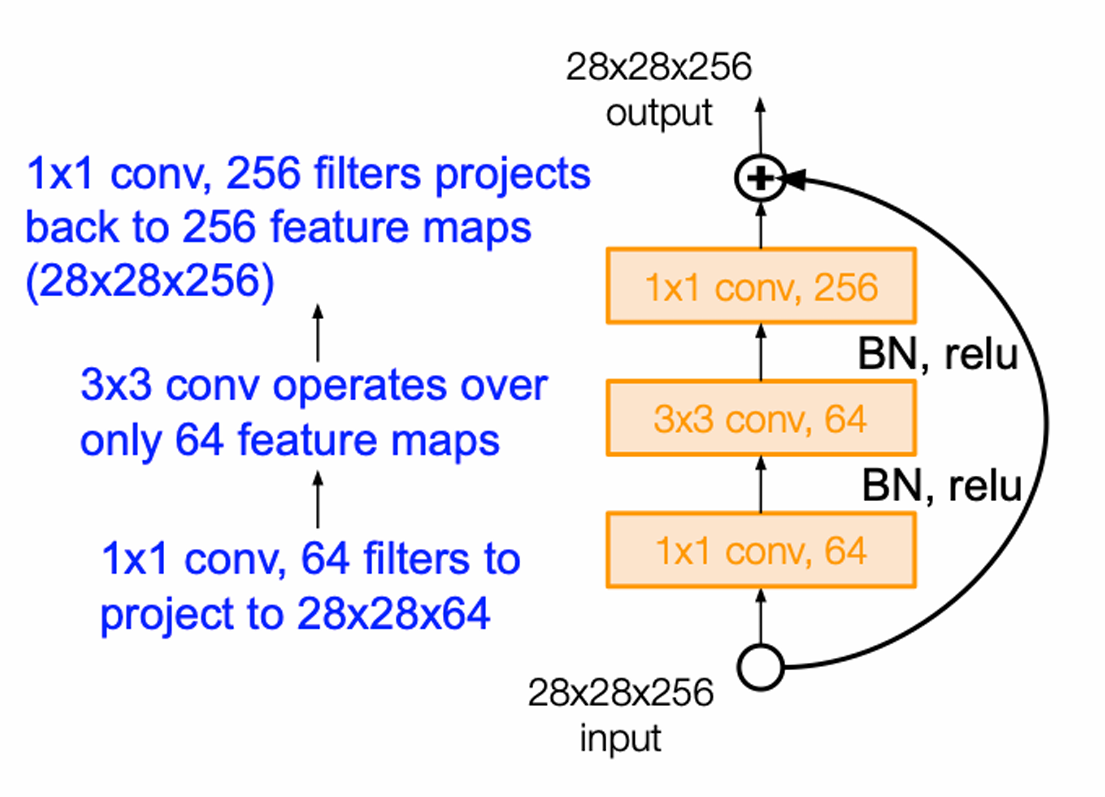 28x28x256
output
1x1 conv, 256 filters projects
back to 256 feature maps
(28x28x256)
3x3 conv operates over
only 64 feature maps
1x1 conv, 64 filters to
project to 28x28x64
1x1 conv, 256
BN, relu
3x3 conv, 64
BN, relu
1x1 conv, 64
28x28x256
input